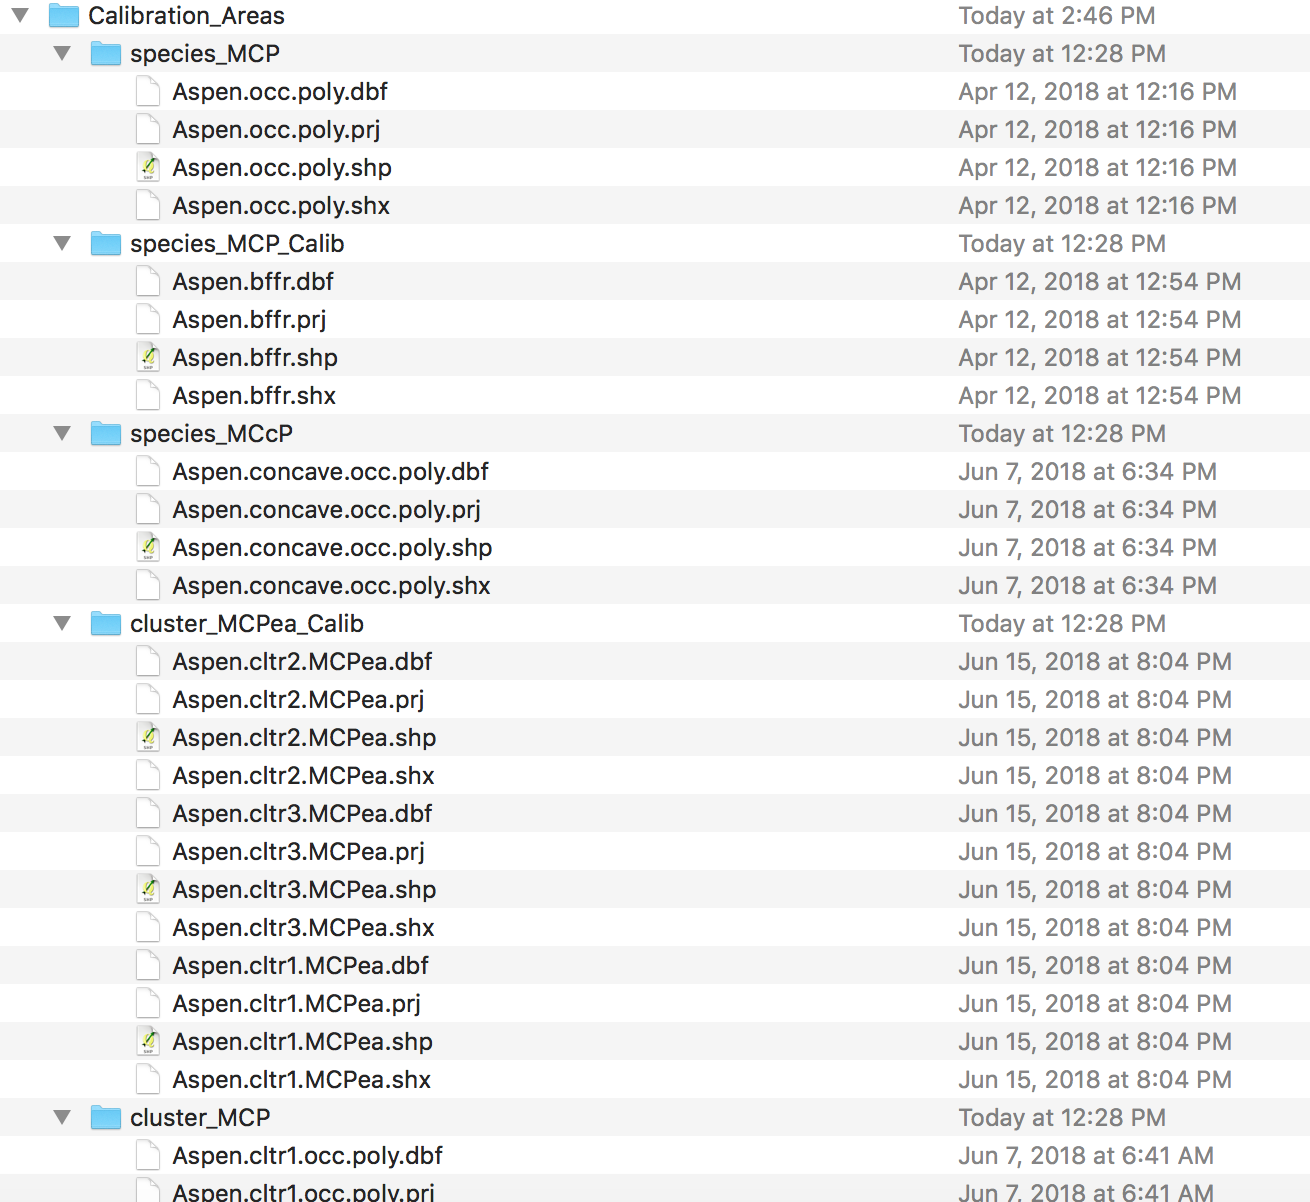 Calibration_Areas Today at 2:46 PM
species_MCP Today at 12:28 PM
Aspen.occ.poly.dbf Apr 12, 2018 at 12:16 PM
Aspen.occ.poly.prj Apr 12, 2018 at 12:16 PM
Aspen.occ.poly.shp Apr 12, 2018 at 12:16 PM
Aspen.occ.poly.shx Apr 12, 2018 at 12:16 PM
species_MCP_Calib Today at 12:28 PM
Aspen.bffr.dbf Apr 12, 2018 at 12:54 PM
Aspen.bffr.prj Apr 12, 2018 at 12:54 PM
Aspen.bffr.shp Apr 12, 2018 at 12:54 PM
Aspen.bffr.shx Apr 12, 2018 at 12:54 PM
species_MCcP Today at 12:28 PM
Aspen.concave.occ.poly.dbf Jun 7, 2018 at 6:34 PM
Aspen.concave.occ.poly.prj Jun 7, 2018 at 6:34 PM
Aspen.concave.occ.poly.shp Jun 7, 2018 at 6:34 PM
Aspen.concave.occ.poly.shx Jun 7, 2018 at 6:34 PM
cluster_MCPea_Calib Today at 12:28 PM
Aspen.cltr2.MCPea.dbf Jun 15, 2018 at 8:04 PM
Aspen.cltr2.MCPea.prj Jun 15, 2018 at 8:04 PM
Aspen.cltr2.MCPea.shp Jun 15, 2018 at 8:04 PM
Aspen.cltr2.MCPea.shx Jun 15, 2018 at 8:04 PM
Aspen.cltr3.MCPea.dbf Jun 15, 2018 at 8:04 PM
Aspen.cltr3.MCPea.prj Jun 15, 2018 at 8:04 PM
Aspen.cltr3.MCPea.shp Jun 15, 2018 at 8:04 PM
Aspen.cltr3.MCPea.shx Jun 15, 2018 at 8:04 PM
Aspen.cltr1.MCPea.dbf Jun 15, 2018 at 8:04 PM
Aspen.cltr1.MCPea.prj Jun 15, 2018 at 8:04 PM
Aspen.cltr1.MCPea.shp Jun 15, 2018 at 8:04 PM
Aspen.cltr1.MCPea.shx Jun 15, 2018 at 8:04 PM
cluster_MCP Today at 12:28 PM
Aspen.cltr1.occ.poly.dbf Jun 7, 2018 at 6:41 AM
Aspen.cltr1.occ.poly.prj Jun 7, 2018 at 6:41 AM